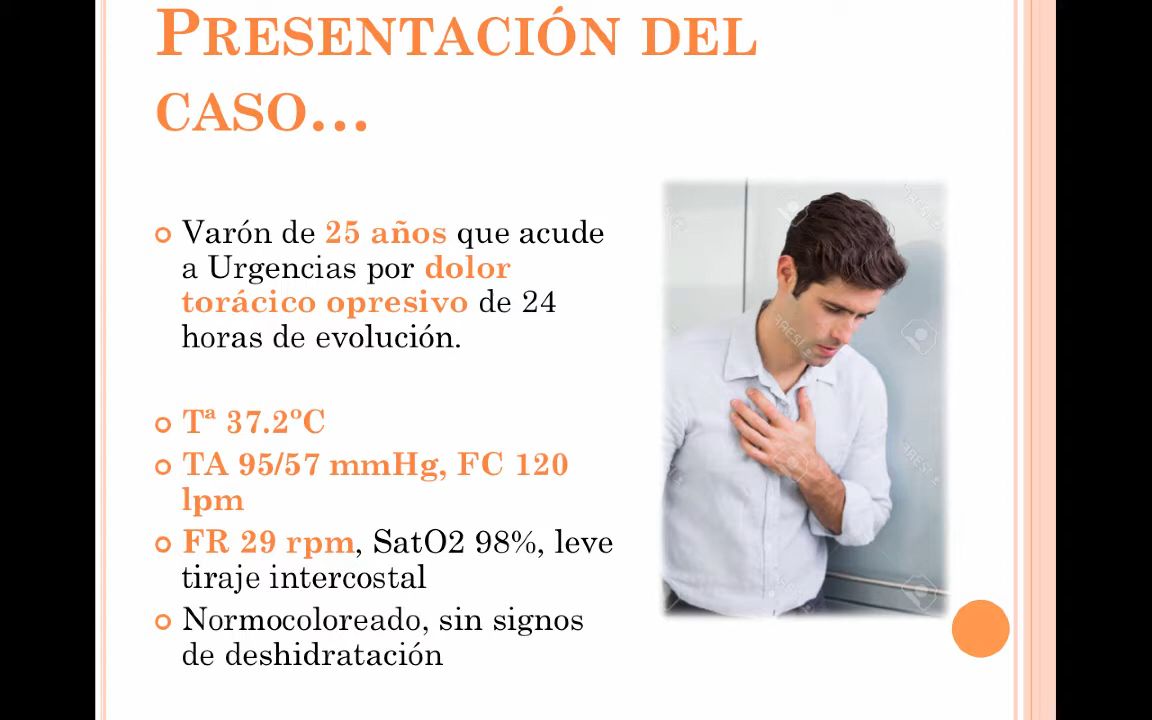 PRESENTACIÓN DEL
CASO...
Varón de 25 años que acude
a Urgencias por dolor
torácico opresivo de 24
horas de evolución.
Tª 37.2ºC
TA 95/57 mmHg, FC 120
lpm
FR 29 rpm, SatO2 98%, leve
tiraje intercostal
Normocoloreado, sin signos
de deshidratación